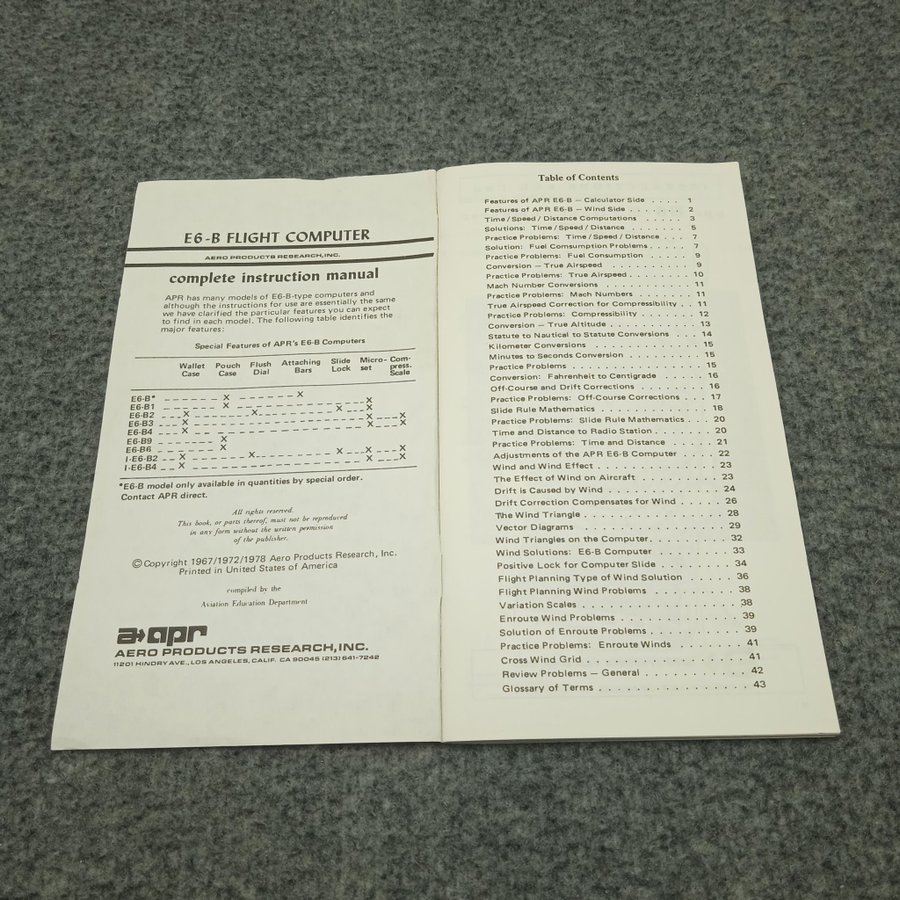 E6-B FLIGHT COMPUTER
AERO PRODUCTS RESEARCH, INC.
complete instruction manual
APR has many models of E6-B-type computers and
although the instructions for use are essentially the same
we have clarified the particular features you can expect
to find in each model. The following table identifies the
major features:
Special Features of APR's E6-B Computers
Wallet Case Pouch Case Flush Dial Attaching Bars Slide Lock Micro-set Com-press. Scale
E6-B* X X
E6-B1 X X
E6-B2 X X X X
E6-B3 X X X
E6-B4 X
E6-B9 X
E6-B6 X X X
I-E6-B2 X X X X X
I-E6-B4 X
*E6-B model only available in quantities by special order.
Contact APR direct.
All rights reserved.
This book, or parts thereof, must not be reproduced
in any form without the written permission
of the publisher.
© Copyright 1967/1972/1978 Aero Products Research, Inc.
Printed in United States of America
compiled by the
Aviation Education Department
a apr
AERO PRODUCTS RESEARCH, INC.
11201 HINDRY AVE., LOS ANGELES, CALIF. CA 90045 (213) 641-7242
Table of Contents
Features of APR E6-B — Calculator Side . . . . 1
Features of APR E6-B — Wind Side . . . . . . . 2
Time/Speed/Distance Computations . . . . 3
Solutions: Time/Speed/Distance . . . . . . 5
Practice Problems: Time/Speed/Distance . . . . 7
Solution: Fuel Comsumption Problems . . . . 7
Practice Problems: Fuel Consumption . . . . 9
Conversion — True Airspeed . . . . . . . . 9
Practice Problems: True Airspeed . . . . . 10
Mach Number Conversions . . . . . . . . 11
Practice Problems: Mach Numbers . . . . . 11
True Airspeed Correction for Compressibility . . 11
Practice Problems: Compressibility . . . . . 12
Conversion — True Altitude . . . . . . . . 13
Statute to Nautical to Statute Conversions . . . 14
Kilometer Conversions . . . . . . . . . . 15
Minutes to Seconds Conversion . . . . . . . 15
Practice Problems . . . . . . . . . . . . 15
Conversion: Fahrenheit to Centigrade . . . . 16
Off-Course and Drift Corrections . . . . . . 16
Practice Problems: Off-Course Corrections . . . 17
Slide Rule Mathematics . . . . . . . . . . 18
Practice Problems: Slide Rule Mathematics . . . 20
Time and Distance to Radio Station . . . . . 20
Practice Problems: Time and Distance . . . . 21
Adjustments of the APR E6-B Computer . . . . 22
Wind and Wind Effect . . . . . . . . . . 23
The Effect of Wind on Aircraft . . . . . . . 23
Drift is Caused by Wind . . . . . . . . . 24
Drift Correction Compensates for Wind . . . . 26
The Wind Triangle . . . . . . . . . . . . 28
Vector Diagrams . . . . . . . . . . . . 29
Wind Triangles on the Computer . . . . . . 32
Wind Solutions: E6-B Computer . . . . . . 33
Positive Lock for Computer Slide . . . . . . 34
Flight Planning Type of Wind Solution . . . . 36
Flight Planning Wind Problems . . . . . . . 38
Variation Scales . . . . . . . . . . . . 38
Enroute Wind Problems . . . . . . . . . . 39
Solution of Enroute Problems . . . . . . . 39
Practice Problems: Enroute Winds . . . . . 41
Cross Wind Grid . . . . . . . . . . . . 41
Review Problems — General . . . . . . . . 42
Glossary of Terms . . . . . . . . . . . . 43